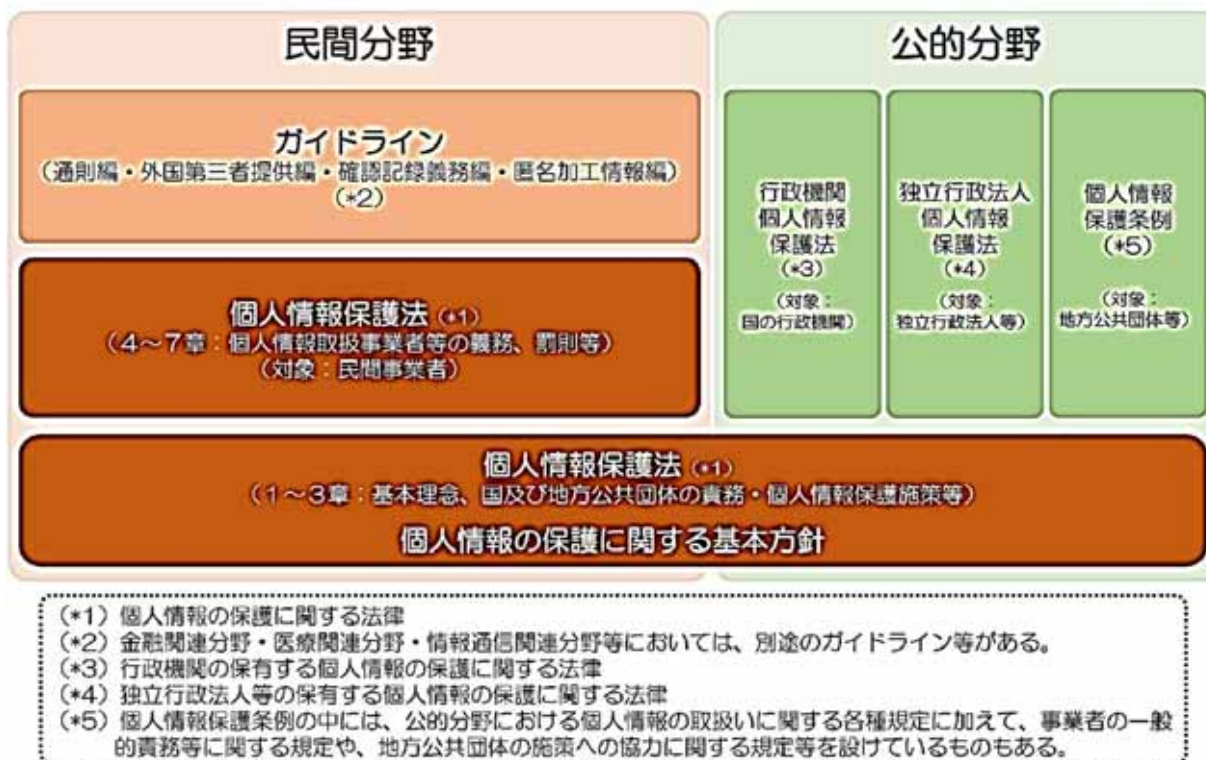 民間分野
ガイドライン
(通則編・外国第三者提供編・確認記録義務編・匿名加工情報編)
(*2)
個人情報保護法 (*1)
(4～7章：個人情報取扱事業者等の義務、罰則等)
(対象：民間事業者)
公的分野
行政機関
個人情報
保護法
(*3)
(対象：
国の行政機関)
独立行政法人
個人情報
保護法
(*4)
(対象：
独立行政法人等)
個人情報
保護条例
(*5)
(対象：
地方公共団体等)
個人情報保護法 (*1)
(1～3章：基本理念、国及び地方公共団体の責務・個人情報保護施策等)
個人情報の保護に関する基本方針
(*1) 個人情報の保護に関する法律
(*2) 金融関連分野・医療関連分野・情報通信関連分野等においては、別途のガイドライン等がある。
(*3) 行政機関の保有する個人情報の保護に関する法律
(*4) 独立行政法人等の保有する個人情報の保護に関する法律
(*5) 個人情報保護条例の中には、公的分野における個人情報の取扱いに関する各種規定に加えて、事業者の一般
的責務等に関する規定や、地方公共団体の施策への協力に関する規定等を設けているものもある。